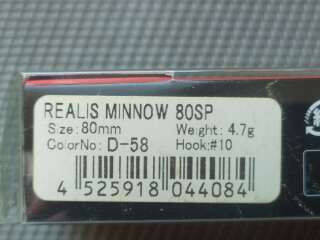 REALIS MINNOW 80SP
Size:80mm Weight: 4.7g
ColorNo: D-58 Hook:#10
4 525918 044084